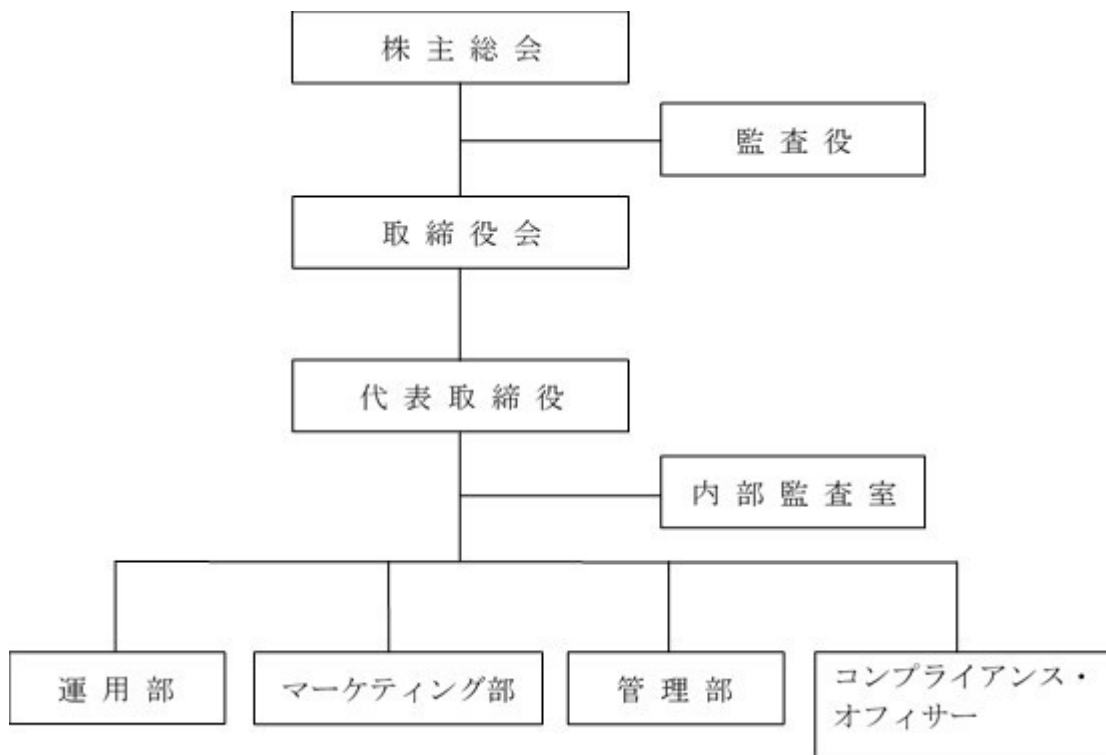 株主総会
監査役
取締役会
代表取締役
内部監査室
運用部
マーケティング部
管理部
コンプライアンス・
オフィサー